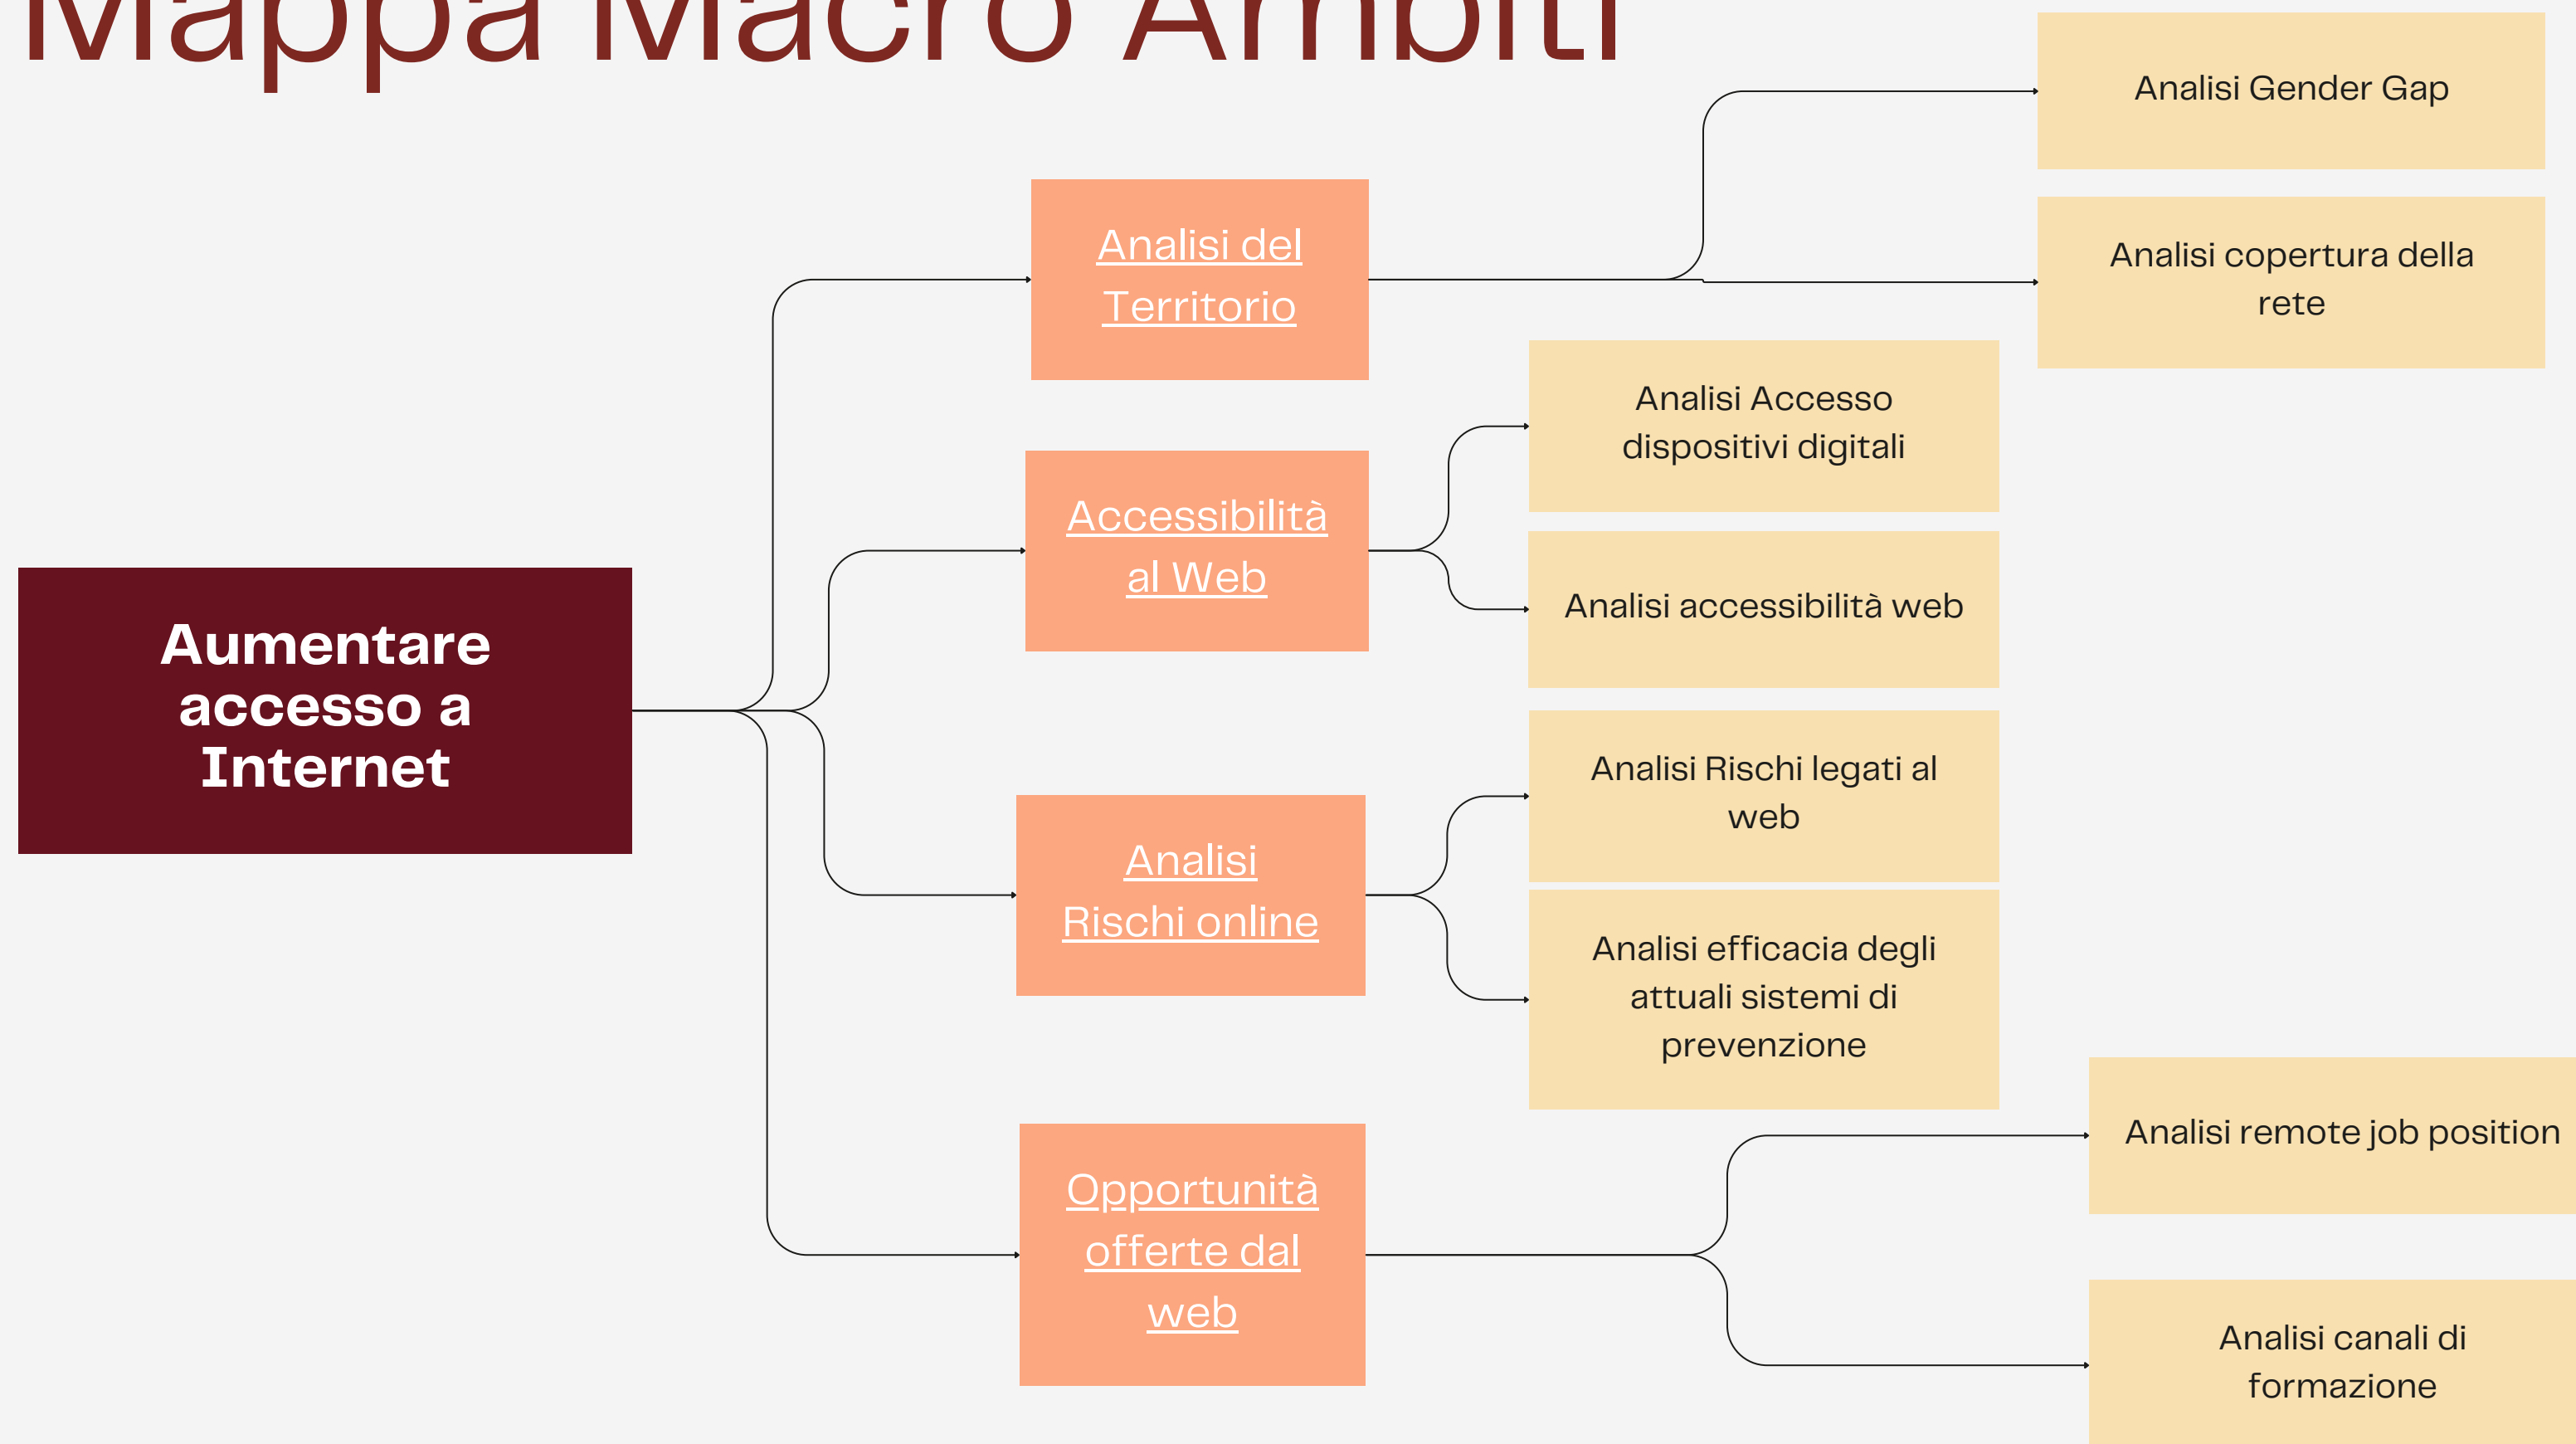 Mappa Macro Ambiti
Aumentare
accesso a
Internet
Analisi del
Territorio
Analisi Gender Gap
Analisi copertura della
rete
Accessibilità
al Web
Analisi Accesso
dispositivi digitali
Analisi accessibilità web
Analisi
Rischi online
Analisi Rischi legati al
web
Analisi efficacia degli
attuali sistemi di
prevenzione
Opportunità
offerte dal
web
Analisi remote job position
Analisi canali di
formazione